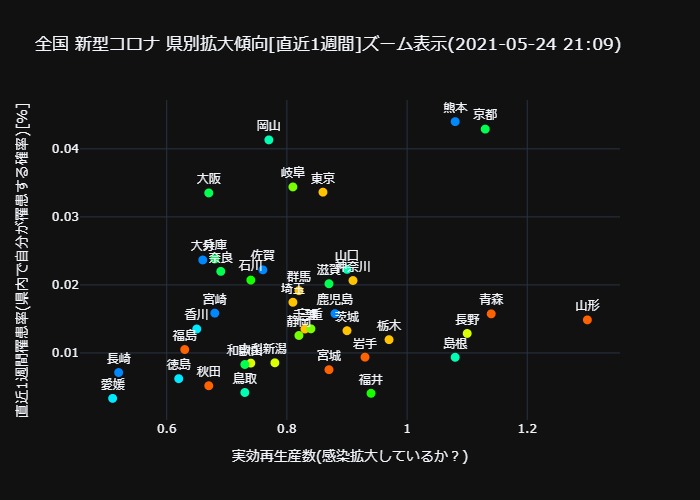 全国 新型コロナ 県別拡大傾向[直近1週間]ズーム表示(2021-05-24 21:09)
直近1週間罹患率(県内で自分が罹患する確率)[%]
0.04
0.03
0.02
0.01
熊本
京都
岡山
岐阜
東京
大阪
大分
兵庫
奈良
佐賀
石川
山口
滋賀
神奈川
群馬
埼玉
鹿児島
宮崎
香川
静岡
千葉
三重
茨城
栃木
青森
山形
長野
島根
岩手
福島
和歌山
山梨
新潟
宮城
長崎
徳島
秋田
鳥取
愛媛
福井
0.6
0.8
1
1.2
実効再生産数(感染拡大しているか？)